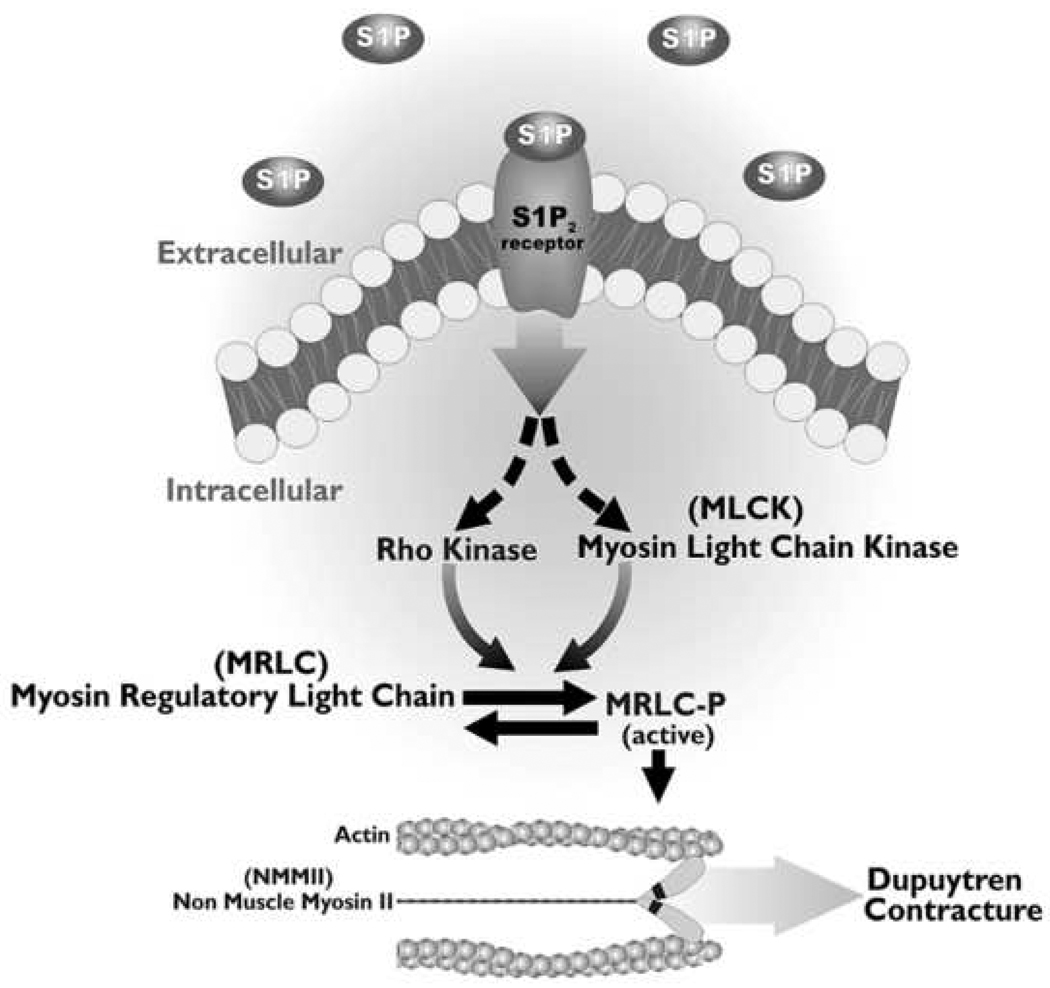 S1P
S1P
S1P
S1P
S1P
S1P₂
receptor
Extracellular
Intracellular
Rho Kinase
(MLCK)
Myosin Light Chain Kinase
(MRLC)
Myosin Regulatory Light Chain
MRLC-P
(active)
Actin
(NMMII)
Non Muscle Myosin II
Dupuytren
Contracture